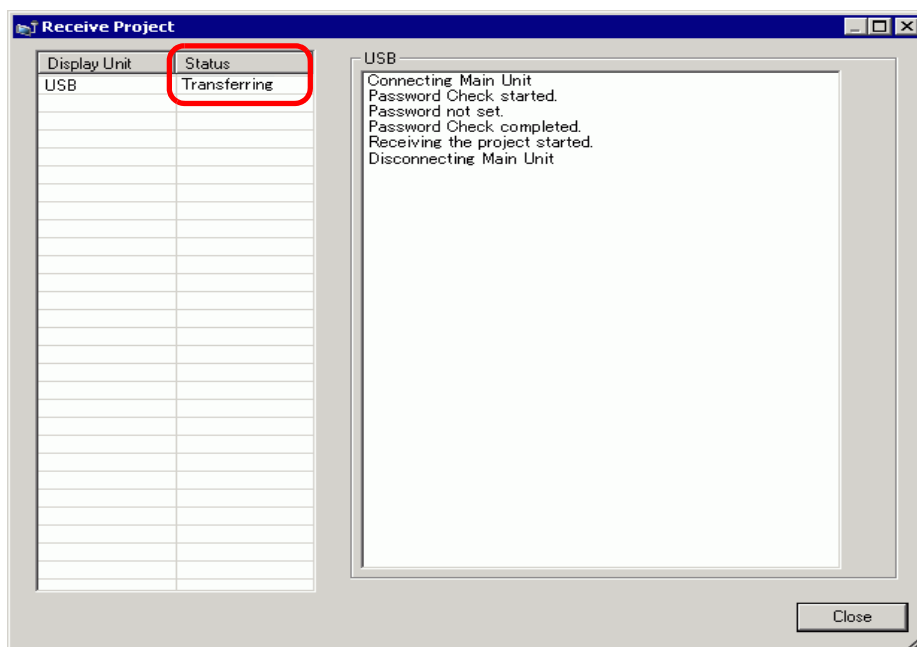 Receive Project
Display Unit Status
USB Transferring
USB
Connecting Main Unit
Password Check started.
Password not set.
Password Check completed.
Receiving the project started.
Disconnecting Main Unit
Close